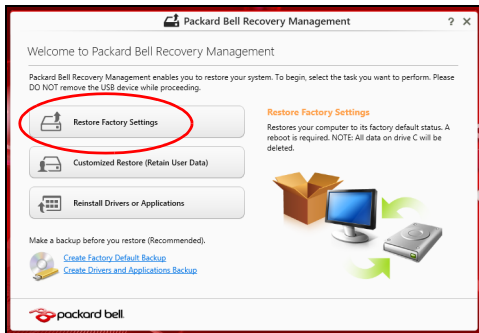 Packard Bell Recovery Management
? X
Welcome to Packard Bell Recovery Management
Packard Bell Recovery Management enables you to restore your system. To begin, select the task you want to perform. Please
DO NOT remove the USB device while proceeding.
Restore Factory Settings
Customized Restore (Retain User Data)
Reinstall Drivers or Applications
Restore Factory Settings
Restores your computer to its factory default status. A
reboot is required. NOTE: All data on drive C will be
deleted.
Make a backup before you restore (Recommended).
Create Factory Default Backup
Create Drivers and Applications Backup
packard bell